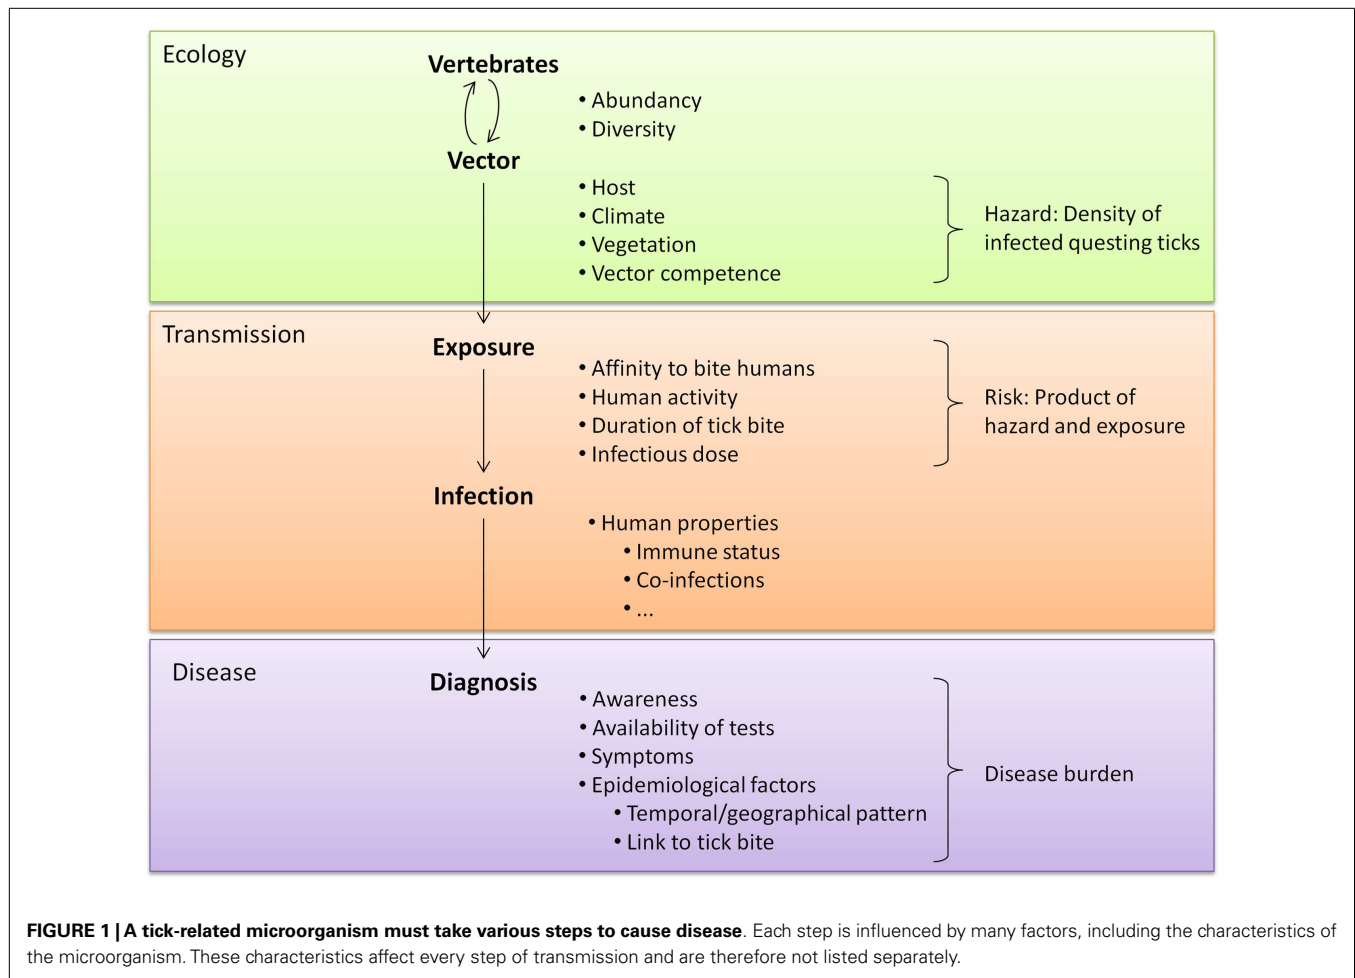 Ecology
Vertebrates
• Abundancy
• Diversity
Vector
• Host
• Climate
• Vegetation
• Vector competence
Hazard: Density of
infected questing ticks
Transmission
Exposure
• Affinity to bite humans
• Human activity
• Duration of tick bite
• Infectious dose
Risk: Product of
hazard and exposure
Infection
• Human properties
• Immune status
• Co-infections
• ...
Disease
Diagnosis
• Awareness
• Availability of tests
• Symptoms
• Epidemiological factors
• Temporal/geographical pattern
• Link to tick bite
Disease burden
FIGURE 1 | A tick-related microorganism must take various steps to cause disease. Each step is influenced by many factors, including the characteristics of
the microorganism. These characteristics affect every step of transmission and are therefore not listed separately.